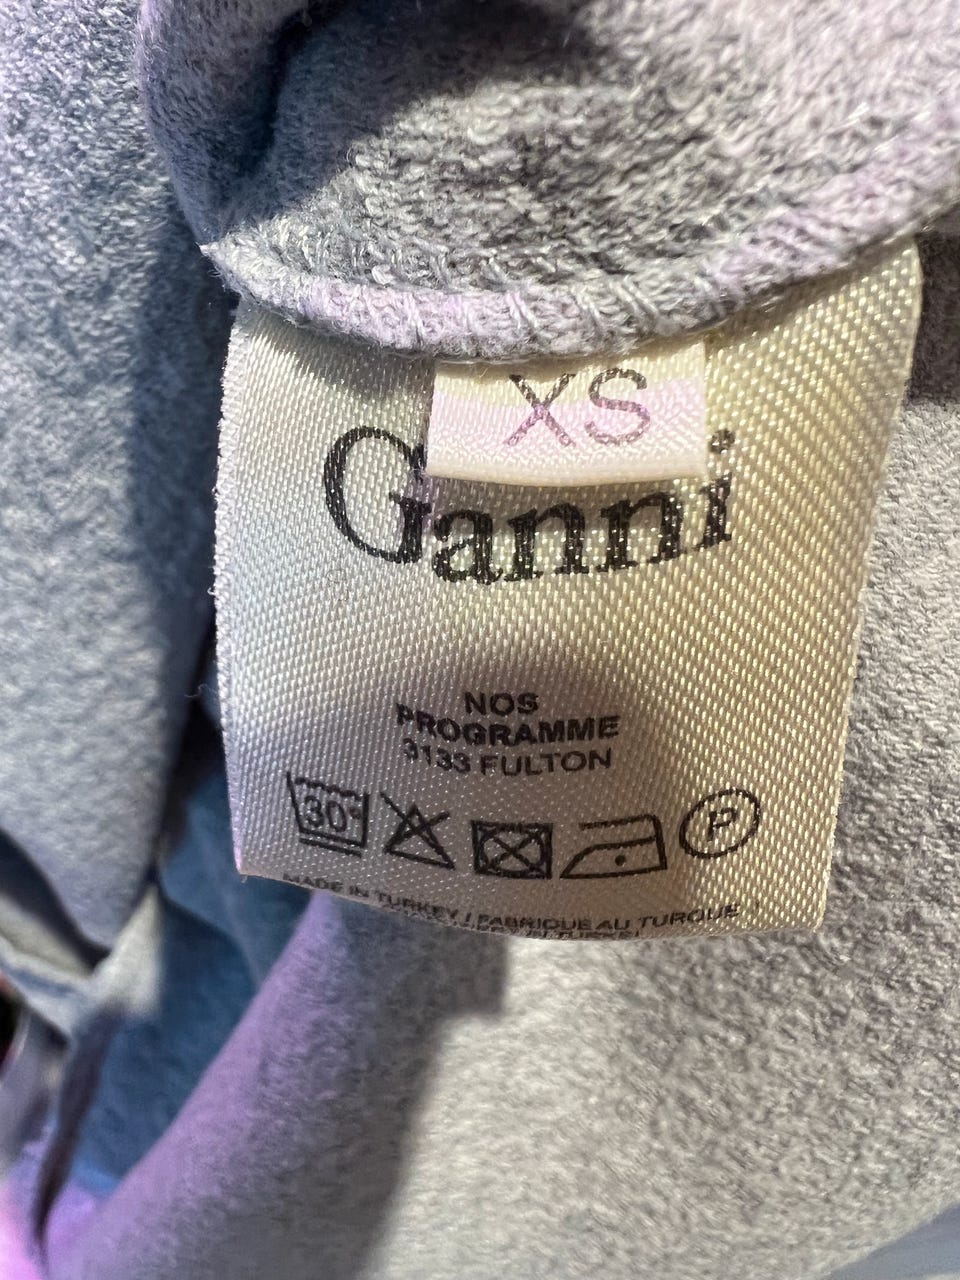 XS
Ganni
NOS
PROGRAMME
3133 FULTON
30°
P
MADE IN TURKEY / FABRIQUE AU TURQUIE